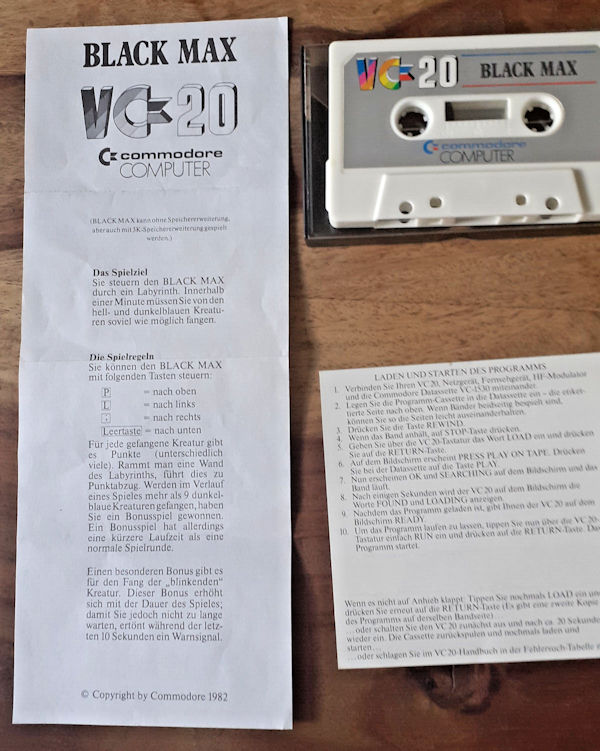 BLACK MAX
VC 20
commodore
COMPUTER
(BLACK MAX kann ohne Speichererweiterung,
aber auch mit 3K-Speichererweiterung gespielt
werden.)
Das Spielziel
Sie steuern den BLACK MAX
durch ein Labyrinth. Innerhalb
einer Minute müssen Sie von den
hell- und dunkelblauen Kreatu-
ren soviel wie möglich fangen.
Die Spielregeln
Sie können den BLACK MAX
mit folgenden Tasten steuern:
P = nach oben
L = nach links
; = nach rechts
Leertaste = nach unten
Für jede gefangene Kreatur gibt
es Punkte (unterschiedlich
viele). Rammt man eine Wand
des Labyrinths, führt dies zu
Punktabzug. Werden im Verlauf
eines Spieles mehr als 9 dunkel-
blaue Kreaturen gefangen, haben
Sie ein Bonusspiel gewonnen.
Ein Bonusspiel hat allerdings
eine kürzere Laufzeit als eine
normale Spielrunde.
Einen besonderen Bonus gibt es
für den Fang der „blinkenden"
Kreatur. Dieser Bonus erhöht
sich mit der Dauer des Spieles;
damit Sie jedoch nicht zu lange
warten, ertönt während der letz-
ten 10 Sekunden ein Warnsignal.
© Copyright by Commodore 1982
VC 20 BLACK MAX
commodore
COMPUTER
LADEN UND STARTEN DES PROGRAMMS
1. Verbinden Sie Ihren VC 20, Netzgerät, Fernsehgerät, HF-Modulator
und die Commodore Datassette VC-1530 miteinander.
2. Legen Sie die Programm-Cassette in die Datassette ein – die etiket-
tierte Seite nach oben. Wenn Bänder beidseitig bespult sind,
können Sie so die Seiten leicht auseinanderhalten.
3. Drücken Sie die Taste REWIND.
4. Wenn das Band anhält, auf STOP-Taste drücken.
5. Geben Sie über die VC 20-Tastatur das Wort LOAD ein und drücken
Sie auf die RETURN-Taste.
6. Auf dem Bildschirm erscheint PRESS PLAY ON TAPE. Drücken
Sie bei der Datassette auf die Taste PLAY.
7. Nun erscheinen OK und SEARCHING auf dem Bildschirm und das
Band läuft.
8. Nach einigen Sekunden wird der VC 20 auf dem Bildschirm die
Worte FOUND und LOADING anzeigen.
9. Nachdem das Programm geladen ist, gibt Ihnen der VC 20 auf dem
Bildschirm READY.
10. Um das Programm laufen zu lassen, tippen Sie nun über die VC 20-
Tastatur einfach RUN ein und drücken auf die RETURN-Taste. Das
Programm startet.
Wenn es nicht auf Anhieb klappt: Tippen Sie nochmals LOAD ein und
drücken Sie erneut auf die RETURN-Taste (Es gibt eine zweite Kopie
des Programms auf derselben Bandseite)
... oder schalten Sie den VC 20 zunächst aus und nach ca. 20 Sekunden
wieder ein. Die Cassette zurückspulen und nochmals laden und
starten ...
... oder schlagen Sie im VC 20-Handbuch in der Fehlersuch-Tabelle